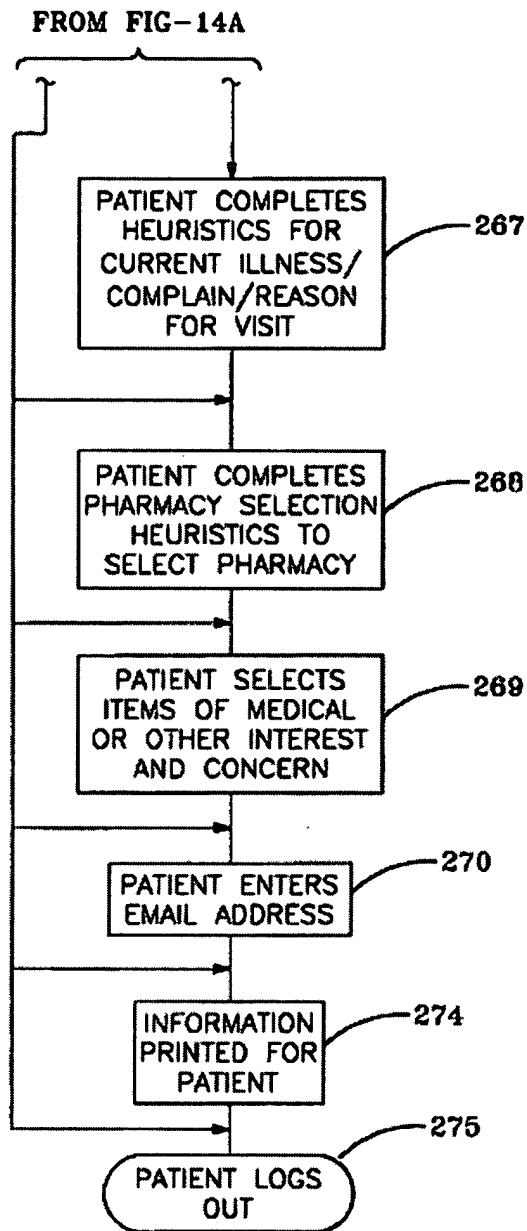 FROM FIG-14A
PATIENT COMPLETES
HEURISTICS FOR
CURRENT ILLNESS/
COMPLAIN/REASON
FOR VISIT
267
PATIENT COMPLETES
PHARMACY SELECTION
HEURISTICS TO
SELECT PHARMACY
268
PATIENT SELECTS
ITEMS OF MEDICAL
OR OTHER INTEREST
AND CONCERN
269
PATIENT ENTERS
EMAIL ADDRESS
270
INFORMATION
PRINTED FOR
PATIENT
274
PATIENT LOGS
OUT
275